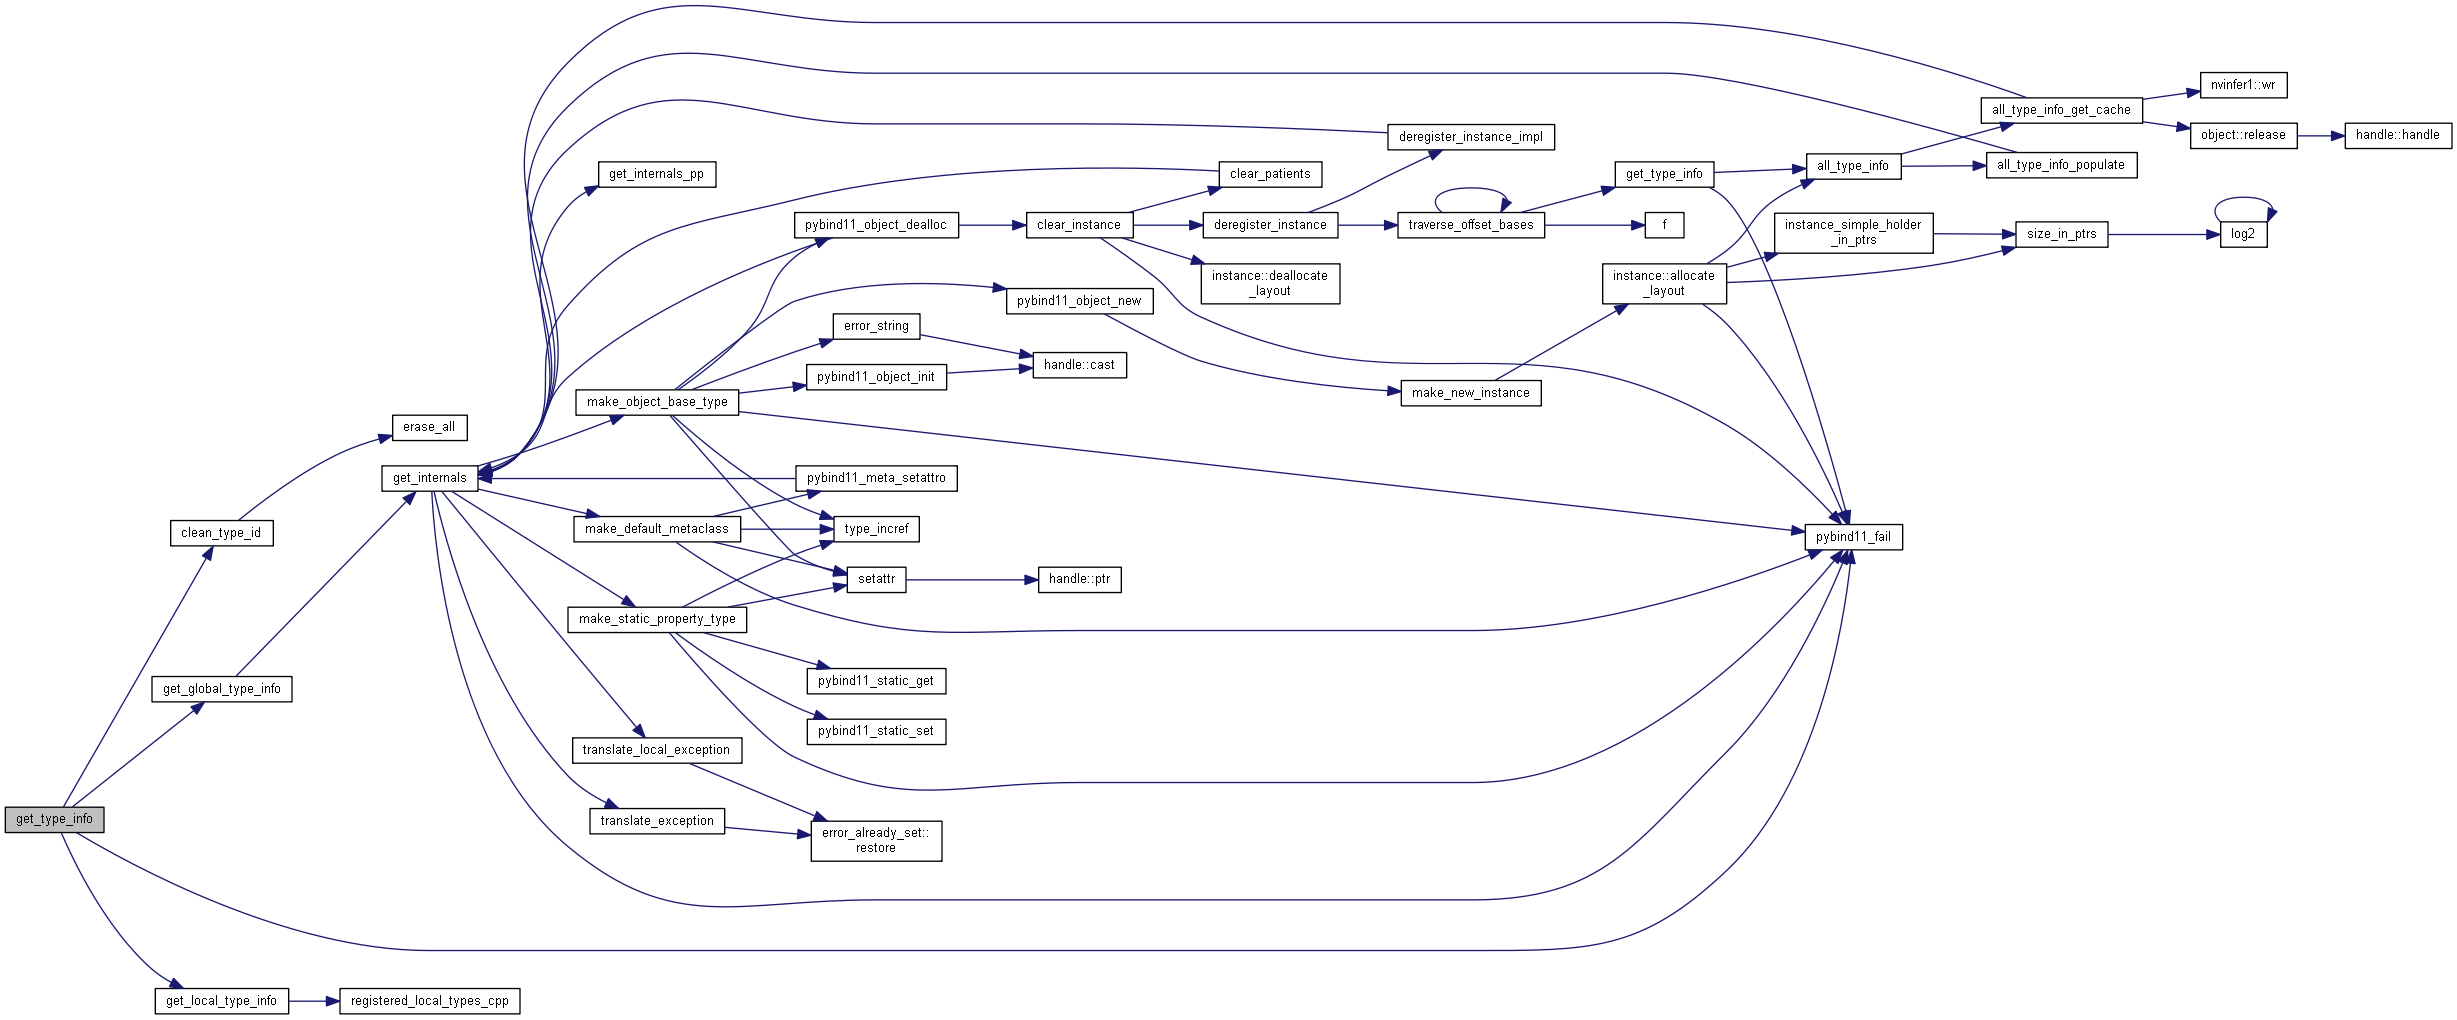 nvinfer1::wr
all_type_info_get_cache
object::release
handle::handle
deregister_instance_impl
all_type_info_populate
all_type_info
get_type_info
clear_patients
get_internals_pp
pybind11_object_dealloc
clear_instance
deregister_instance
traverse_offset_bases
f
instance_simple_holder
_in_ptrs
size_in_ptrs
log2
instance::deallocate
_layout
instance::allocate
_layout
pybind11_object_new
error_string
handle::cast
pybind11_object_init
make_new_instance
make_object_base_type
erase_all
get_internals
pybind11_meta_setattro
make_default_metaclass
type_incref
clean_type_id
pybind11_fail
setattr
handle::ptr
make_static_property_type
pybind11_static_get
get_global_type_info
pybind11_static_set
translate_local_exception
get_type_info
translate_exception
error_already_set::
restore
get_local_type_info
registered_local_types_cpp